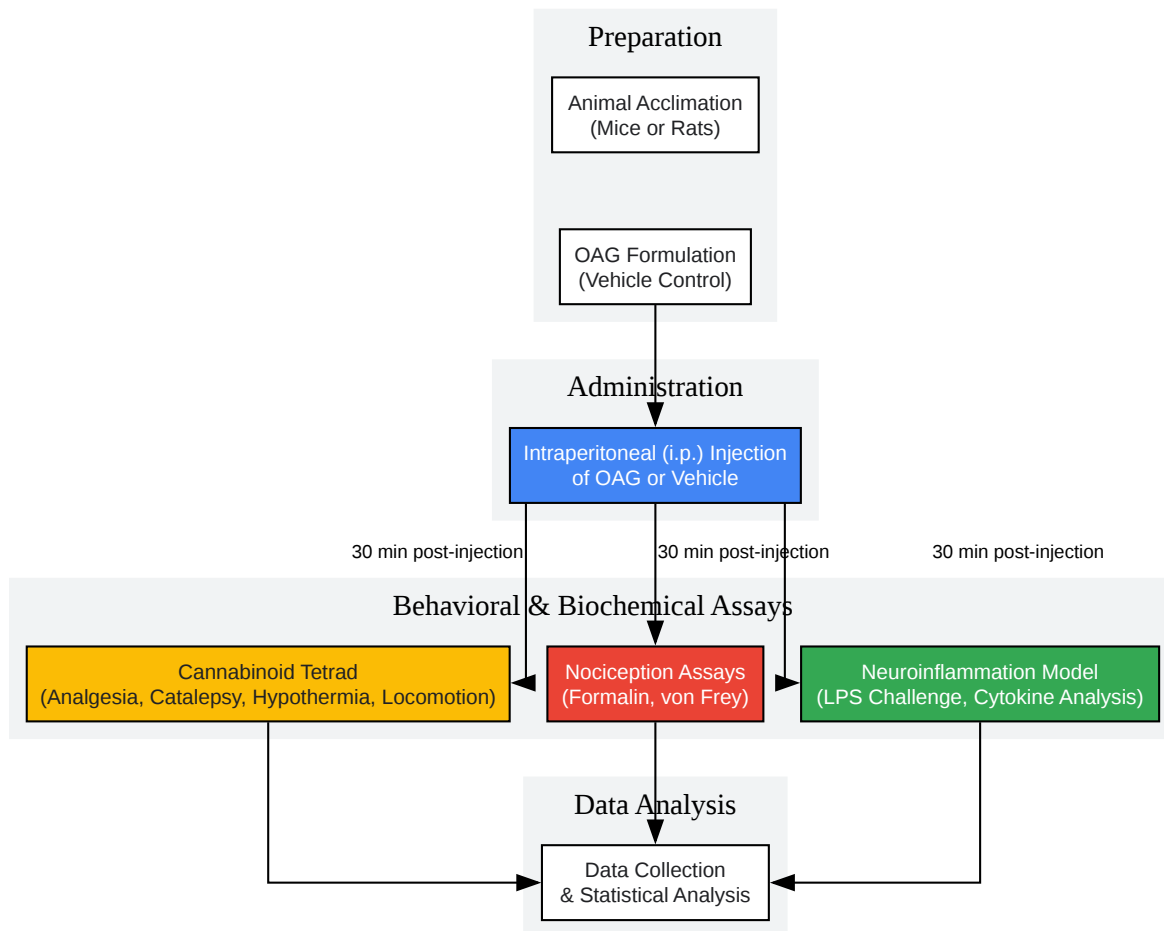 Preparation
Animal Acclimation
(Mice or Rats)
OAG Formulation
(Vehicle Control)
Administration
Intraperitoneal (i.p.) Injection
of OAG or Vehicle
30 min post-injection
30 min post-injection
30 min post-injection
Behavioral & Biochemical Assays
Cannabinoid Tetrad
(Analgesia, Catalepsy, Hypothermia, Locomotion)
Nociception Assays
(Formalin, von Frey)
Neuroinflammation Model
(LPS Challenge, Cytokine Analysis)
Data Analysis
Data Collection
& Statistical Analysis